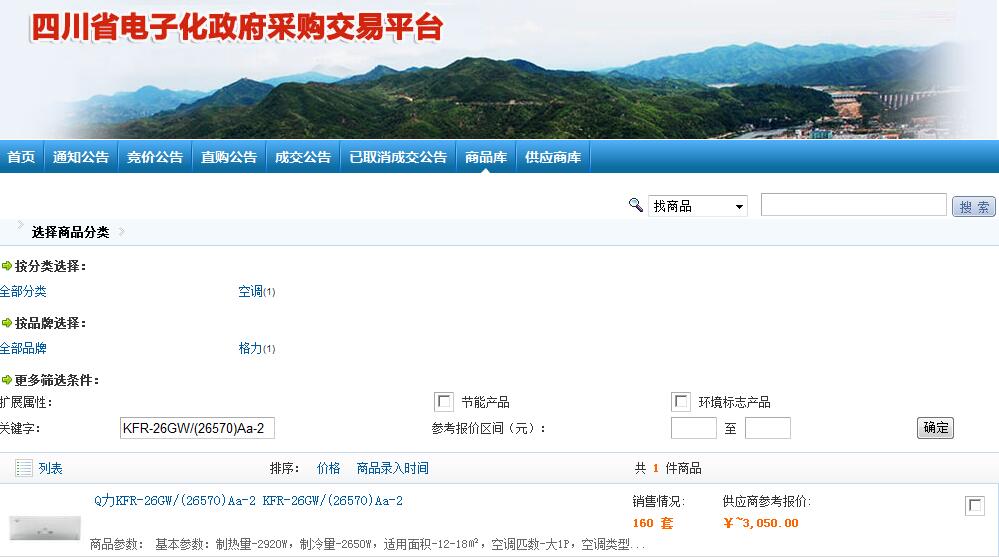 四川省电子化政府采购交易平台
首页 通知公告 竞价公告 直购公告 成交公告 已取消成交公告 商品库 供应商库
找商品 搜 索
选择商品分类
按分类选择：
全部分类 空调(1)
按品牌选择：
全部品牌 格力(1)
更多筛选条件：
扩展属性： 节能产品 环境标志产品
关键字： KFR-26GW/(26570)Aa-2 参考报价区间（元）： 至 确定
列表 排序： 价格 商品录入时间 共 1 件商品
Q力KFR-26GW/(26570)Aa-2 KFR-26GW/(26570)Aa-2 销售情况: 供应商参考报价:
160 套 ￥~3,050.00
商品参数： 基本参数：制热量-2920W，制冷量-2650W，适用面积-12-18㎡，空调匹数-大1P，空调类型...